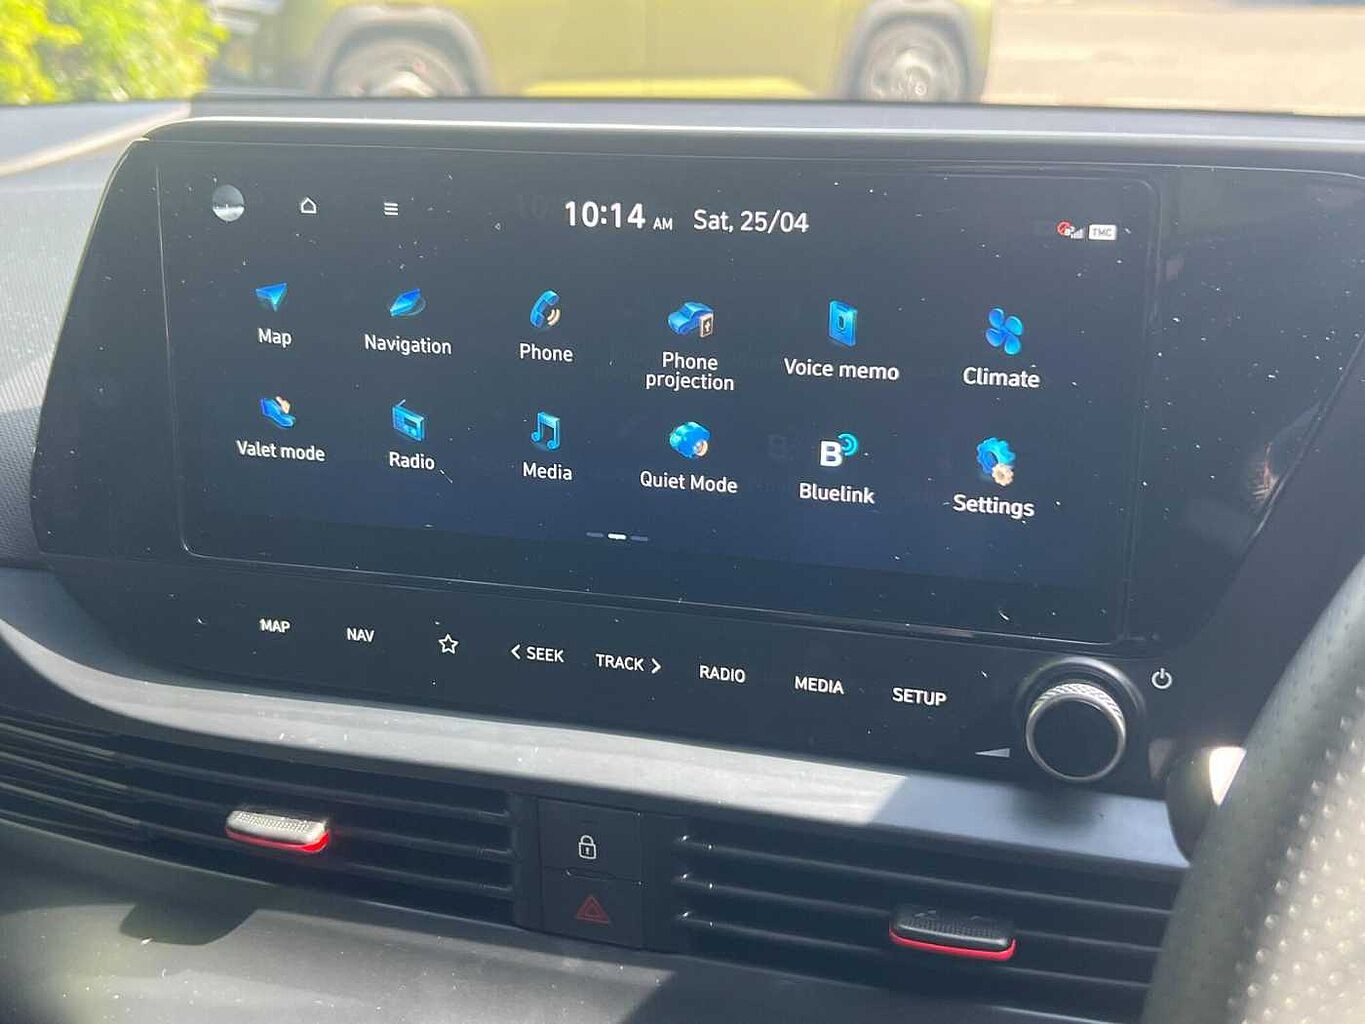 10:14 AM Sat, 25/04
TMC
Map
Navigation
Phone
Phone
projection
Voice memo
Climate
Valet mode
Radio
Media
Quiet Mode
B
Bluelink
Settings
MAP
NAV
< SEEK
TRACK >
RADIO
MEDIA
SETUP